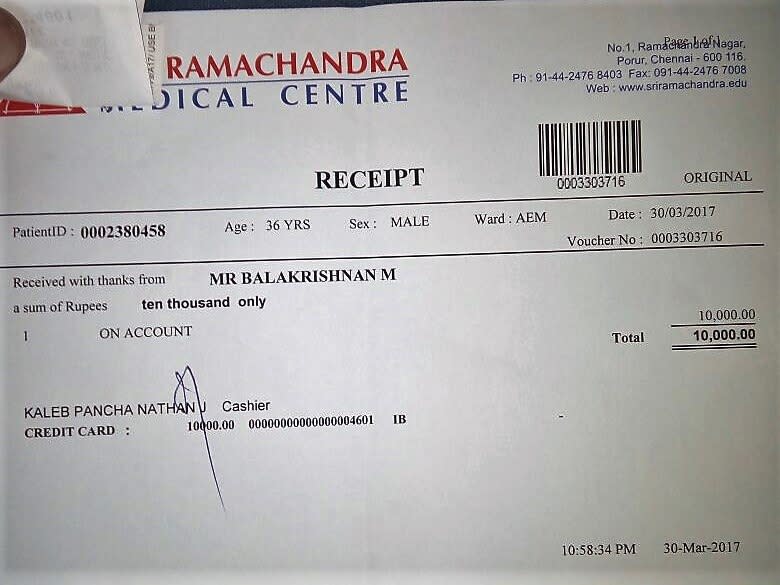 RAMACHANDRA
MEDICAL CENTRE
Page 1 of 1
No.1, Ramachandra Nagar,
Porur, Chennai - 600 116.
Ph : 91-44-2476 8403 Fax: 091-44-2476 7008
Web : www.sriramachandra.edu
0003303716
RECEIPT
ORIGINAL
PatientID : 0002380458 Age : 36 YRS Sex : MALE Ward : AEM Date : 30/03/2017
Voucher No : 0003303716
Received with thanks from MR BALAKRISHNAN M
a sum of Rupees ten thousand only
1 ON ACCOUNT 10,000.00
Total 10,000.00
KALEB PANCHA NATHAN J Cashier
CREDIT CARD : 10000.00 00000000000000004601 IB
10:58:34 PM 30-Mar-2017